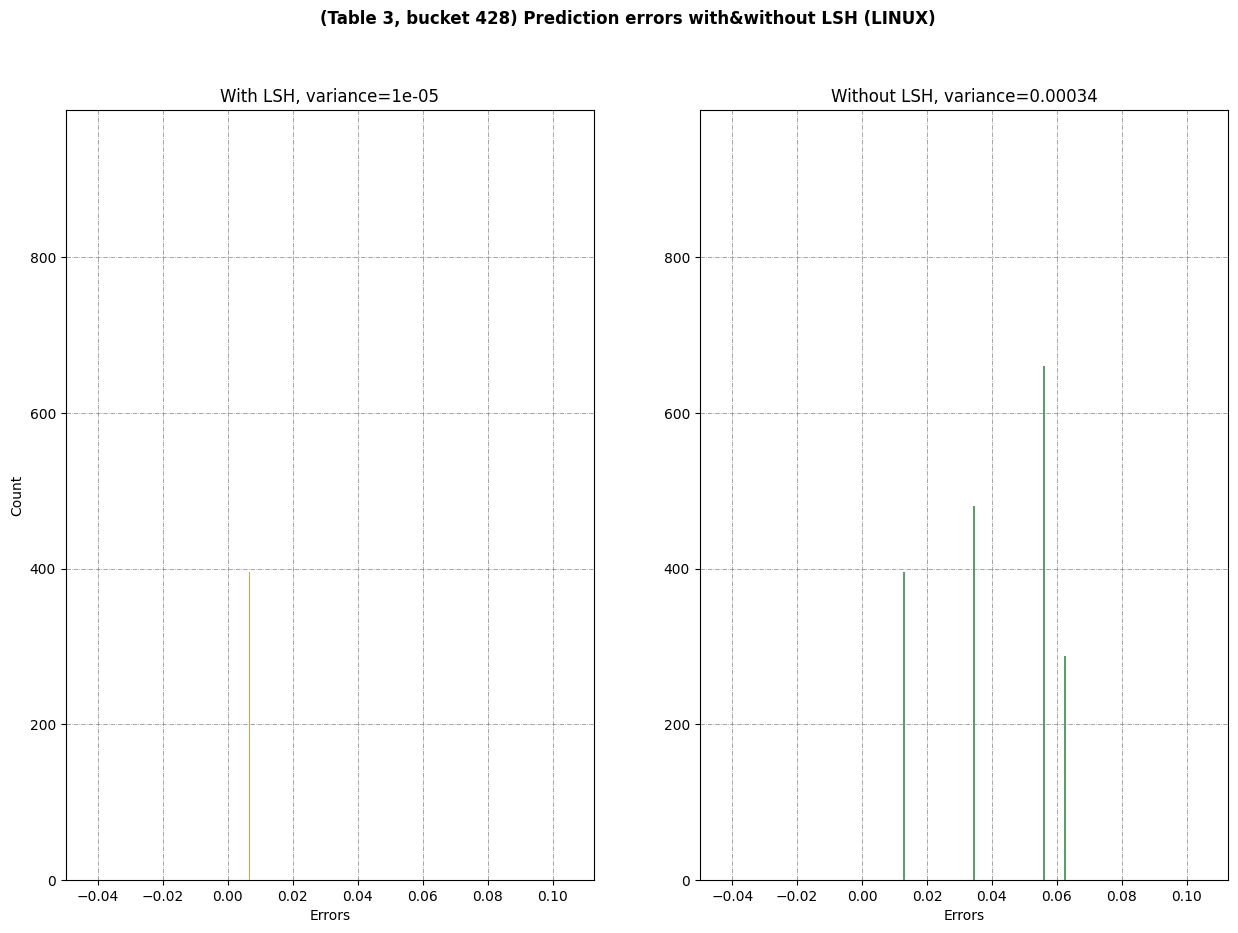 (Table 3, bucket 428) Prediction errors with&without LSH (LINUX)
With LSH, variance=1e-05
Without LSH, variance=0.00034
800
600
400
200
0
Count
−0.04 −0.02 0.00 0.02 0.04 0.06 0.08 0.10
Errors
800
600
400
200
0
−0.04 −0.02 0.00 0.02 0.04 0.06 0.08 0.10
Errors